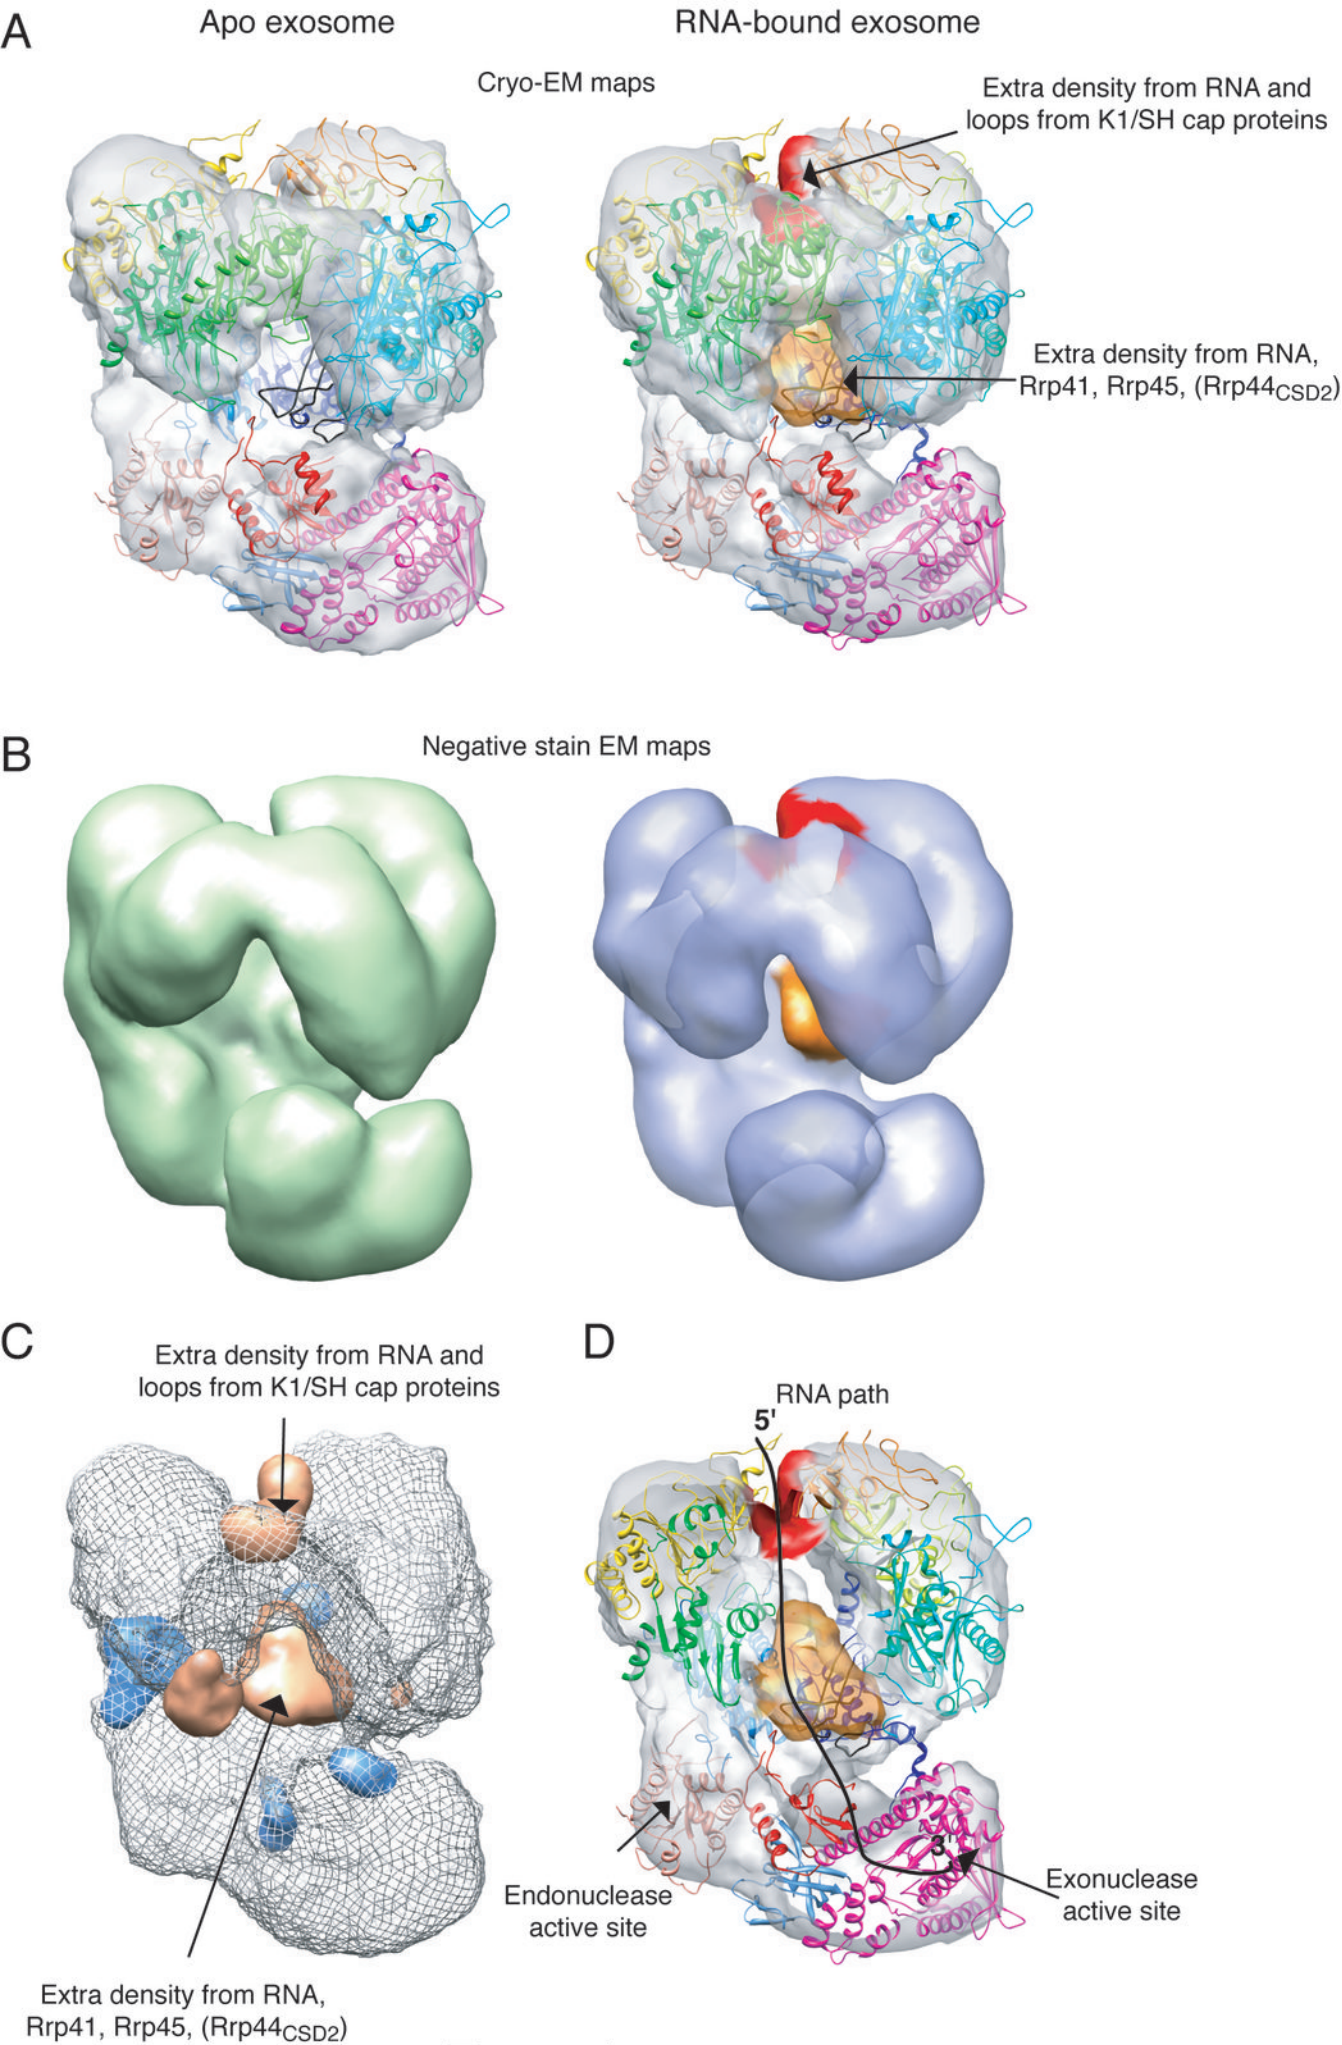 A
Apo exosome
RNA-bound exosome
Cryo-EM maps
Extra density from RNA and
loops from K1/SH cap proteins
Extra density from RNA,
Rrp41, Rrp45, (Rrp44CSD2)
B
Negative stain EM maps
C
Extra density from RNA and
loops from K1/SH cap proteins
Extra density from RNA,
Rrp41, Rrp45, (Rrp44CSD2)
D
RNA path
5'
3'
Endonuclease
active site
Exonuclease
active site